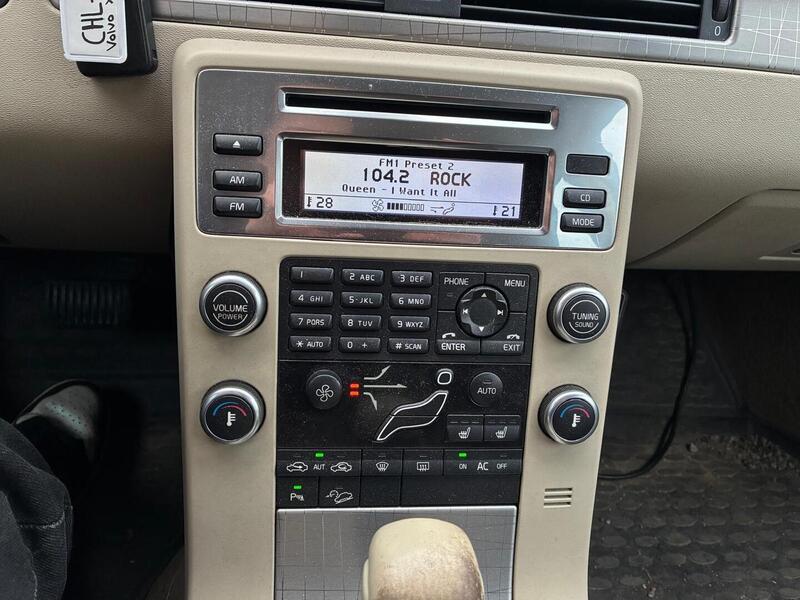 CHL-
Volvo X
0
FM1 Preset 2
104.2 ROCK
Queen - I Want It All
28
21
AM
FM
CD
MODE
VOLUME
POWER
TUNING
SOUND
1 2 ABC 3 DEF
4 GHI 5 JKL 6 MNO
7 PQRS 8 TUV 9 WXYZ
* AUTO 0 + # SCAN
PHONE MENU
ENTER EXIT
AUTO
AUT
ON AC OFF
P